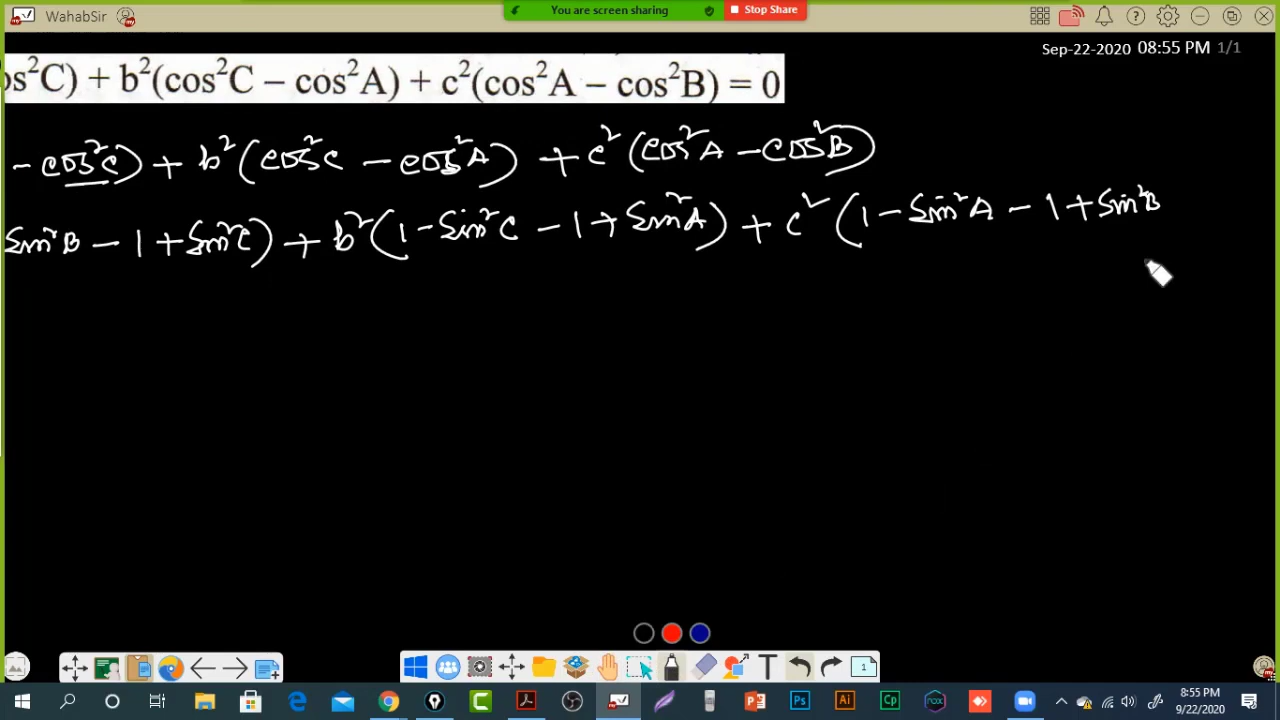 WahabSir
You are screen sharing
Stop Share
Sep-22-2020 08:55 PM 1/1
os²C) + b²(cos²C – cos²A) + c²(cos²A – cos²B) = 0
- cos²C) + b² (cos²C - cos²A) + c² (cos²A - cos²B)
Sin²B - 1 + Sin²C) + b² (1 - Sin²C - 1 + Sin²A) + c² (1 - Sin²A - 1 + Sin²B
1
8:55 PM
9/22/2020